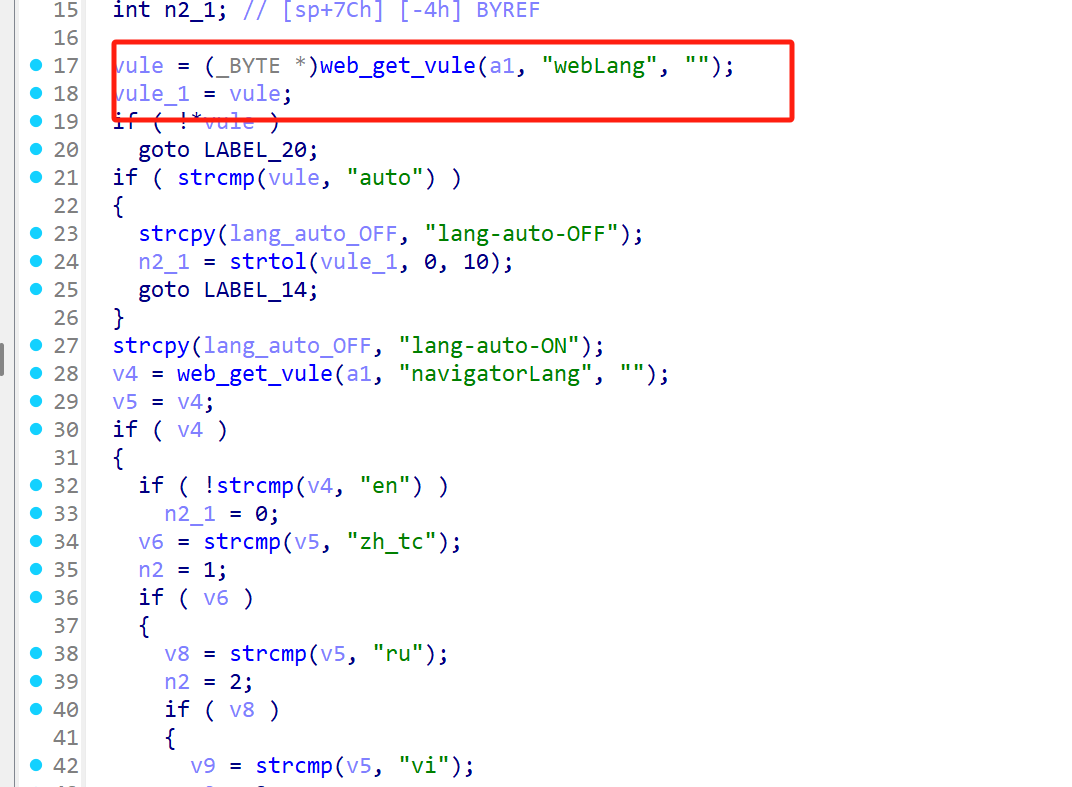 15 int n2_1; // [sp+7Ch] [-4h] BYREF
16
17 vule = (_BYTE *)web_get_vule(a1, "webLang", "");
18 vule_1 = vule;
19 if ( !*vule )
20 goto LABEL_20;
21 if ( strcmp(vule, "auto") )
22 {
23 strcpy(lang_auto_OFF, "lang-auto-OFF");
24 n2_1 = strtol(vule_1, 0, 10);
25 goto LABEL_14;
26 }
27 strcpy(lang_auto_OFF, "lang-auto-ON");
28 v4 = web_get_vule(a1, "navigatorLang", "");
29 v5 = v4;
30 if ( v4 )
31 {
32 if ( !strcmp(v4, "en") )
33 n2_1 = 0;
34 v6 = strcmp(v5, "zh_tc");
35 n2 = 1;
36 if ( v6 )
37 {
38 v8 = strcmp(v5, "ru");
39 n2 = 2;
40 if ( v8 )
41 {
42 v9 = strcmp(v5, "vi");